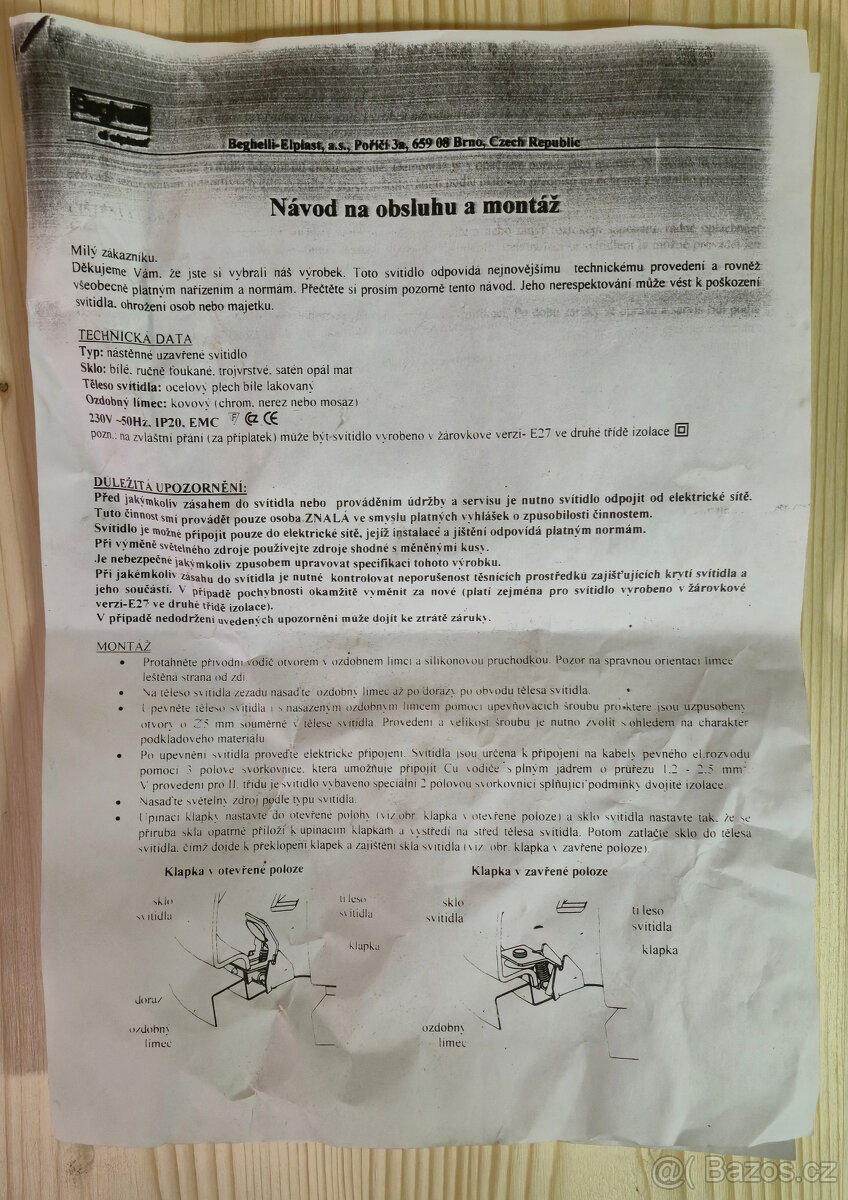 Beghelli
Beghelli-Elplast, a.s., Poříčí 3a, 659 08 Brno, Czech Republic
Návod na obsluhu a montáž
Milý zákazníku.
Děkujeme Vám, že jste si vybrali náš výrobek. Toto svítidlo odpovídá nejnovějšímu technickému provedení a rovněž
všeobecně platným nařízením a normám. Přečtěte si prosím pozorně tento návod. Jeho nerespektování může vést k poškození
svítidla, ohrožení osob nebo majetku.
TECHNICKÁ DATA
Typ: nástěnné uzavřené svítidlo
Sklo: bílé, ručně foukané, trojvrstvé, satén opál mat
Těleso svítidla: ocelový plech bíle lakovaný
Ozdobný límec: kovový (chrom, nerez nebo mosaz)
230V ~50Hz, IP20, EMC F CZ CE
pozn.: na zvláštní přání (za příplatek) může být svítidlo vyrobeno v žárovkové verzi- E27 ve druhé třídě izolace
DŮLEŽITÁ UPOZORNĚNÍ:
Před jakýmkoliv zásahem do svítidla nebo prováděním údržby a servisu je nutno svítidlo odpojit od elektrické sítě.
Tuto činnost smí provádět pouze osoba ZNALÁ ve smyslu platných vyhlášek o způsobilosti činnostem.
Svítidlo je možné připojit pouze do elektrické sítě, jejíž instalace a jištění odpovídá platným normám.
Při výměně světelného zdroje používejte zdroje shodné s měněnými kusy.
Je nebezpečné jakýmkoliv způsobem upravovat specifikaci tohoto výrobku.
Při jakémkoliv zásahu do svítidla je nutné kontrolovat neporušenost těsnících prostředků zajišťujících krytí svítidla a
jeho součástí. V případě pochybnosti okamžitě vyměnit za nové (platí zejména pro svítidlo vyrobeno v žárovkové
verzi-E27 ve druhé třídě izolace).
V případě nedodržení uvedených upozornění může dojít ke ztrátě záruky.
MONTÁŽ
• Protáhněte přívodní vodič otvorem v ozdobném límci a silikonovou průchodkou. Pozor na správnou orientaci límce
leštěná strana od zdi.
• Na těleso svítidla zezadu nasaďte ozdobný límec až po dorazy po obvodu tělesa svítidla.
• Upevněte těleso svítidla i s nasazeným ozdobným límcem pomocí upevňovacích šroubů pro které jsou uzpůsobeny
otvory o Ø5 mm souměrně v tělese svítidla. Provedení a velikost šroubu je nutno zvolit s ohledem na charakter
podkladového materiálu.
• Po upevnění svítidla proveďte elektrické připojení. Svítidla jsou určena k připojení na kabely pevného el.rozvodu
pomocí 3 pólové svorkovnice, která umožňuje připojit Cu vodiče s plným jádrem o průřezu 1,2 - 2,5 mm²
V provedení pro II. třídu je svítidlo vybaveno speciální 2 pólovou svorkovnicí splňující podmínky dvojité izolace.
• Nasaďte světelný zdroj podle typu svítidla.
• Upínací klapky nastavte do otevřené polohy (viz.obr. klapka v otevřené poloze) a sklo svítidla nastavte tak, že se
příruba skla opatrně přiloží k upínacím klapkám a vystředí na střed tělesa svítidla. Potom zatlačte sklo do tělesa
svítidla, čímž dojde k překlopení klapek a zajištění skla svítidla (viz. obr. klapka v zavřené poloze).
Klapka v otevřené poloze
Klapka v zavřené poloze
sklo
svítidla
těleso
svítidla
klapka
doraz
ozdobný
límec
sklo
svítidla
těleso
svítidla
klapka
ozdobný
límec
@( Bazoš.cz